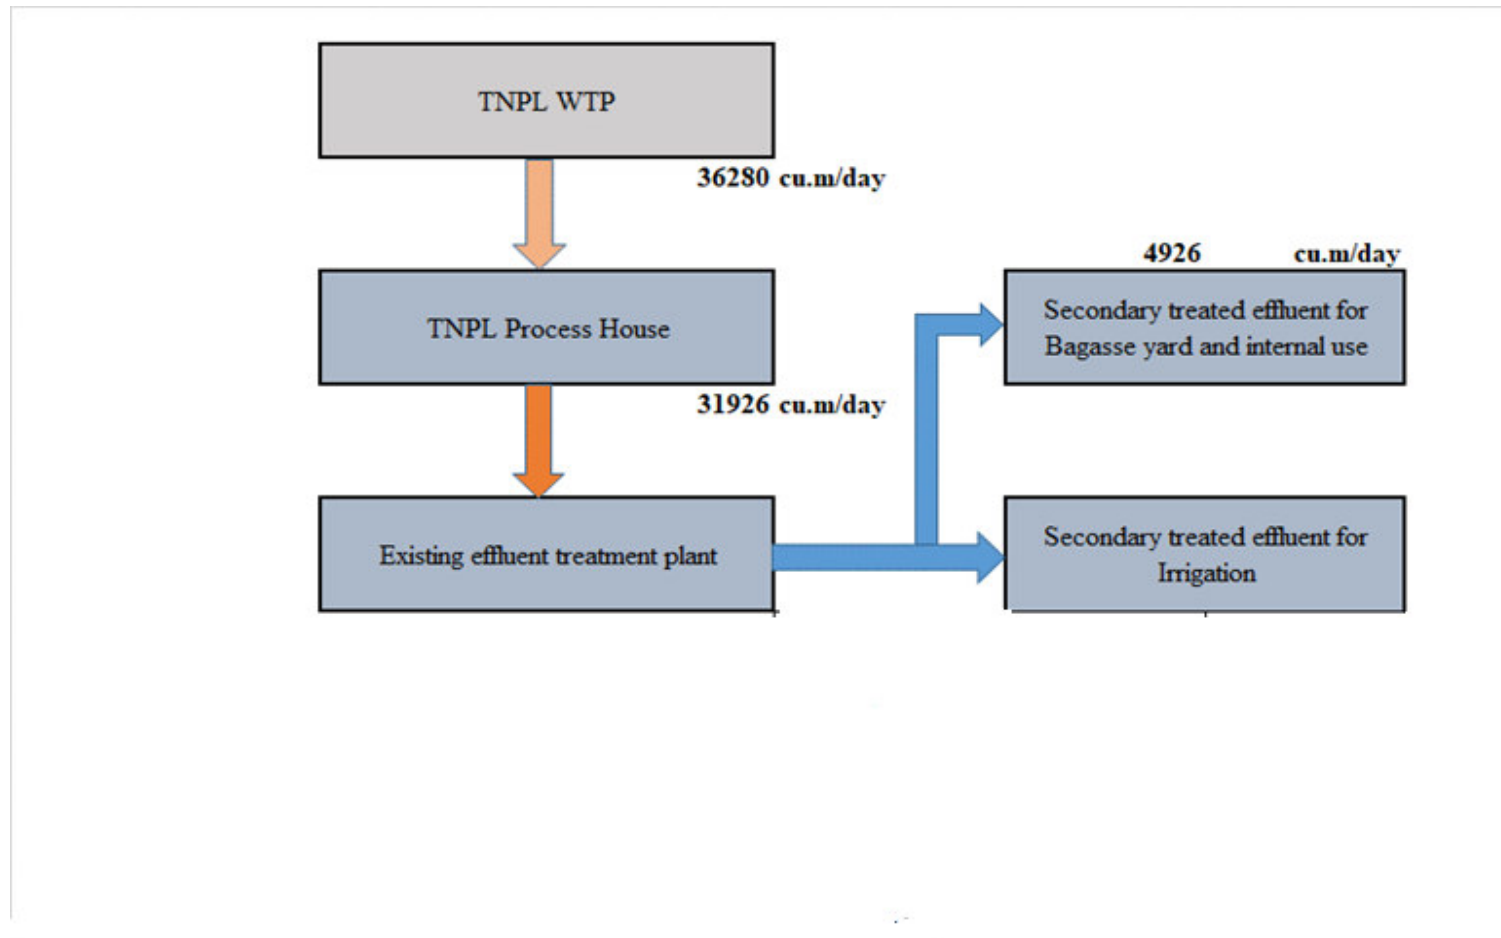 TNPL WTP
36280 cu.m/day
4926 cu.m/day
TNPL Process House
Secondary treated effluent for
Bagasse yard and internal use
31926 cu.m/day
Existing effluent treatment plant
Secondary treated effluent for
Irrigation